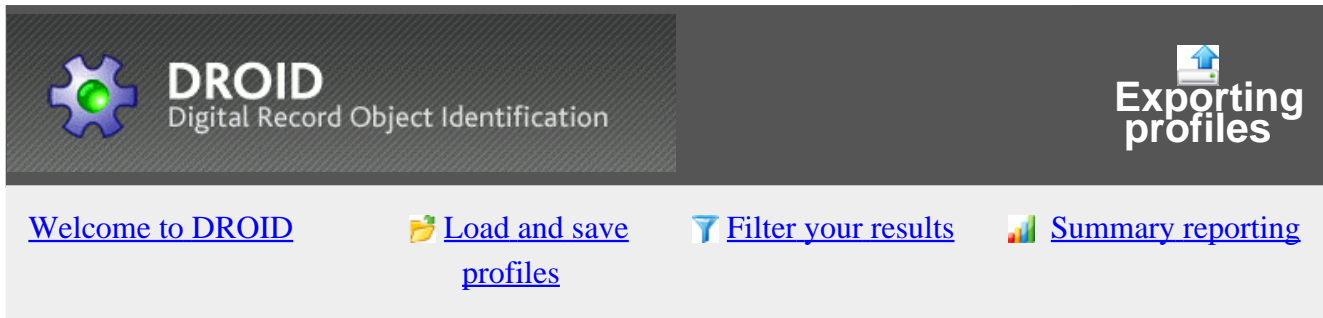 DROID
Digital Record Object Identification
Exporting
profiles
Welcome to DROID
Load and save
profiles
Filter your results
Summary reporting